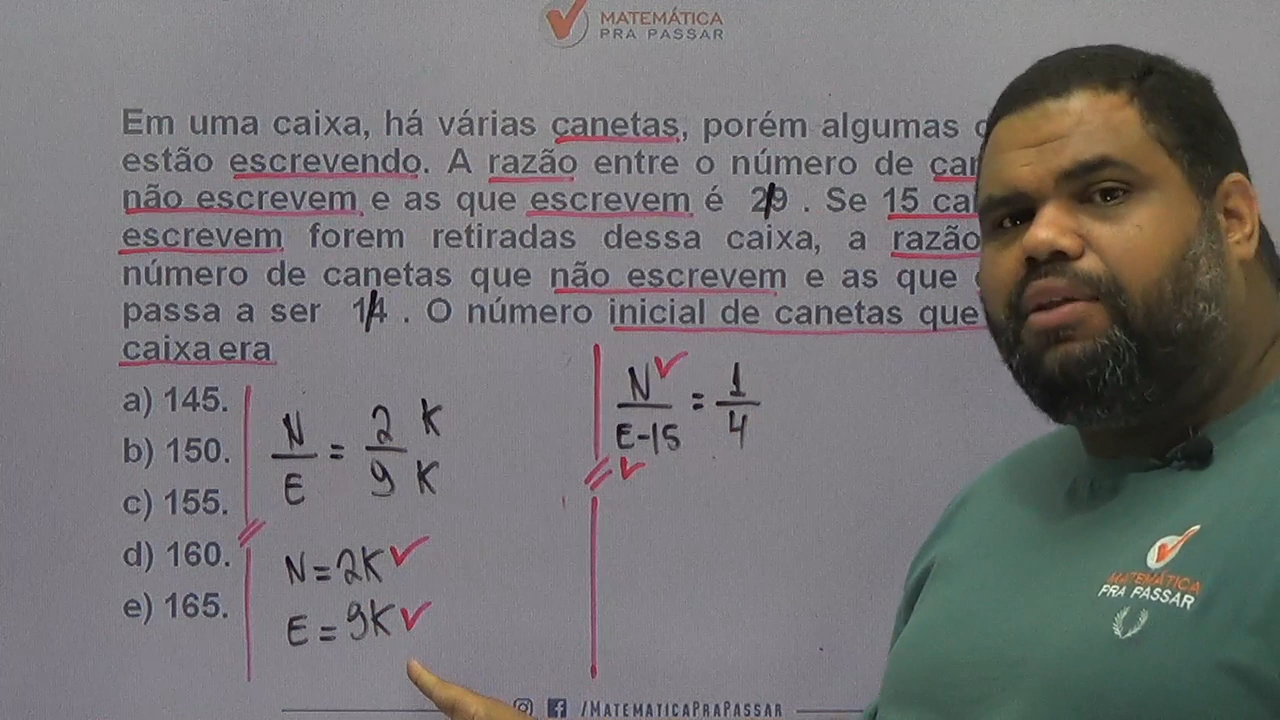 MATEMÁTICA
PRA PASSAR
Em uma caixa, há várias canetas, porém algumas
estão escrevendo. A razão entre o número de
não escrevem e as que escrevem é 2/9 . Se 15
escrevem forem retiradas dessa caixa, a razão
número de canetas que não escrevem e as que
passa a ser 1/4 . O número inicial de canetas que
caixa era
a) 145.
b) 150.
c) 155.
d) 160.
e) 165.
N/E = 2/9 K K
N=2K
E=9K
N/E-15 = 1/4
MATEMÁTICA
PRA PASSAR
/MATEMATICAPRAPASSAR